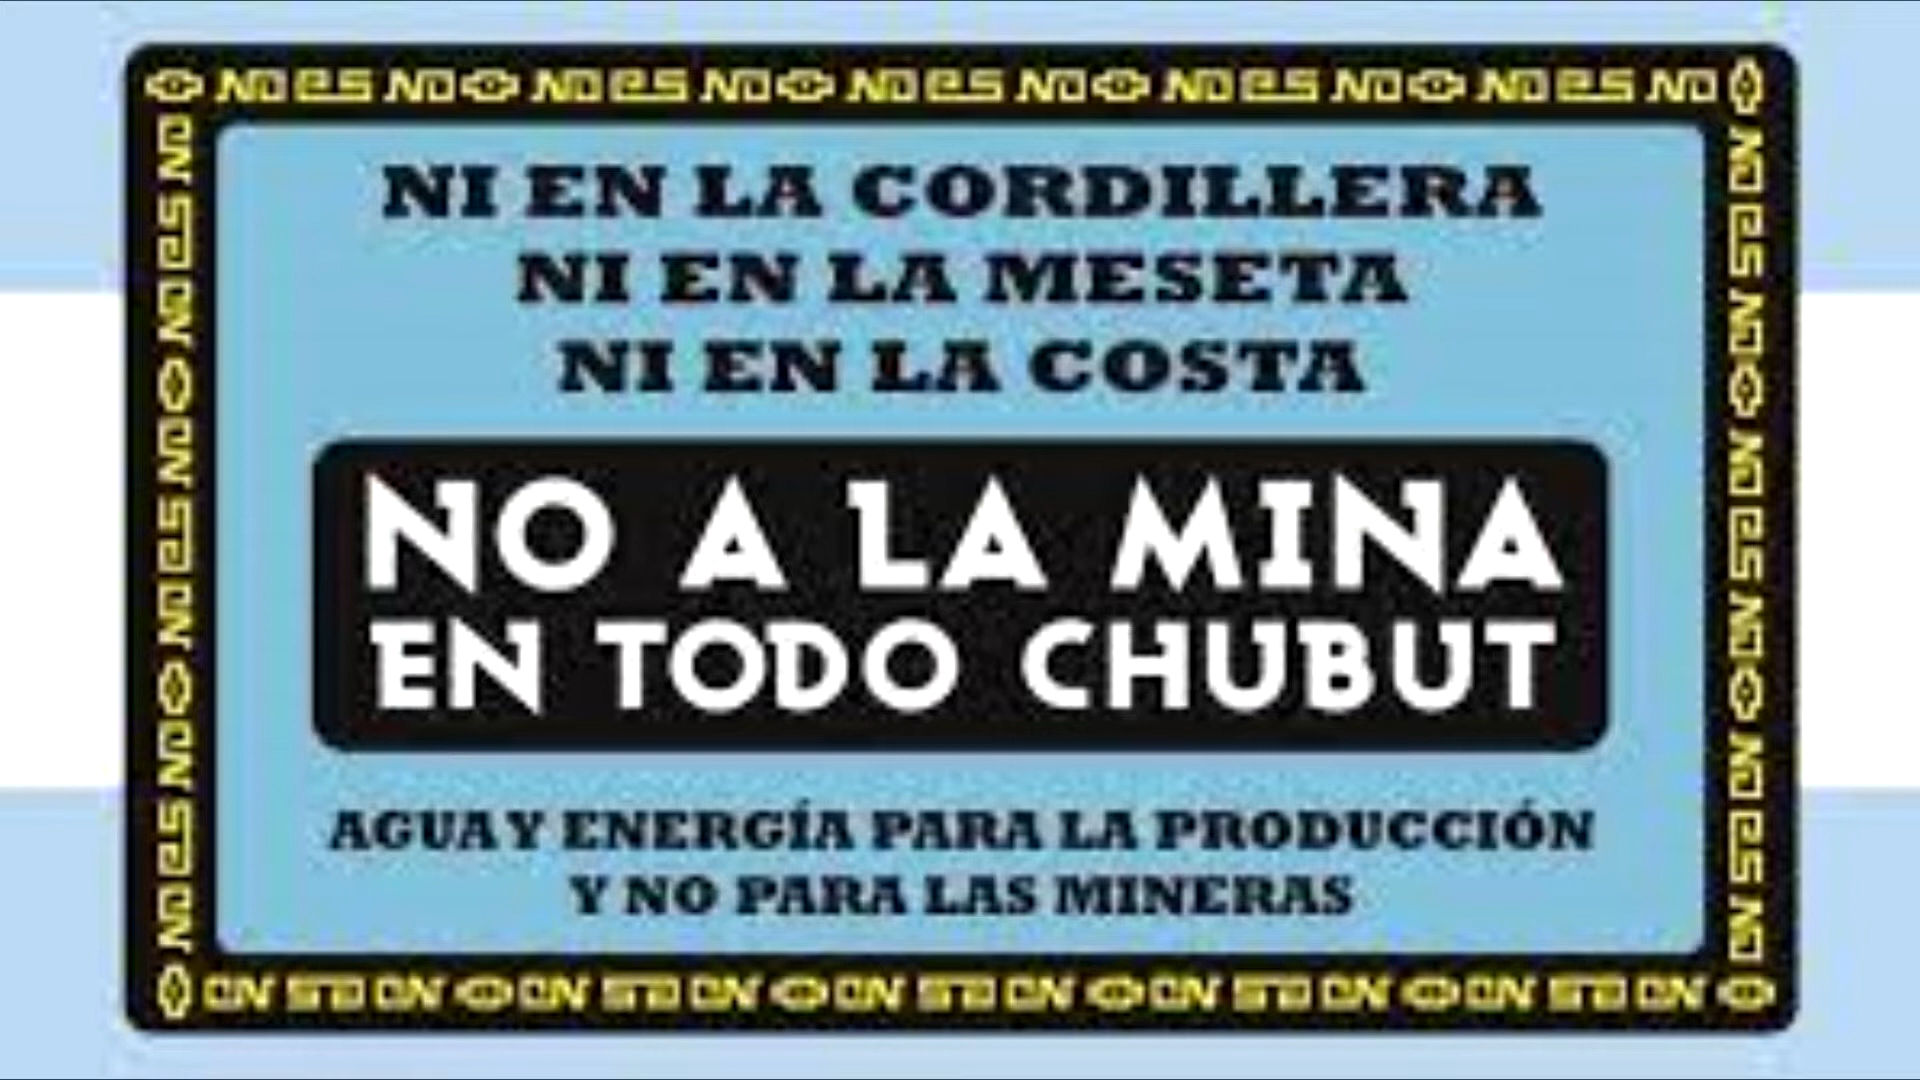 NI EN LA CORDILLERA
NI EN LA MESETA
NI EN LA COSTA
NO A LA MINA
EN TODO CHUBUT
AGUA Y ENERGÍA PARA LA PRODUCCIÓN
Y NO PARA LAS MINERAS